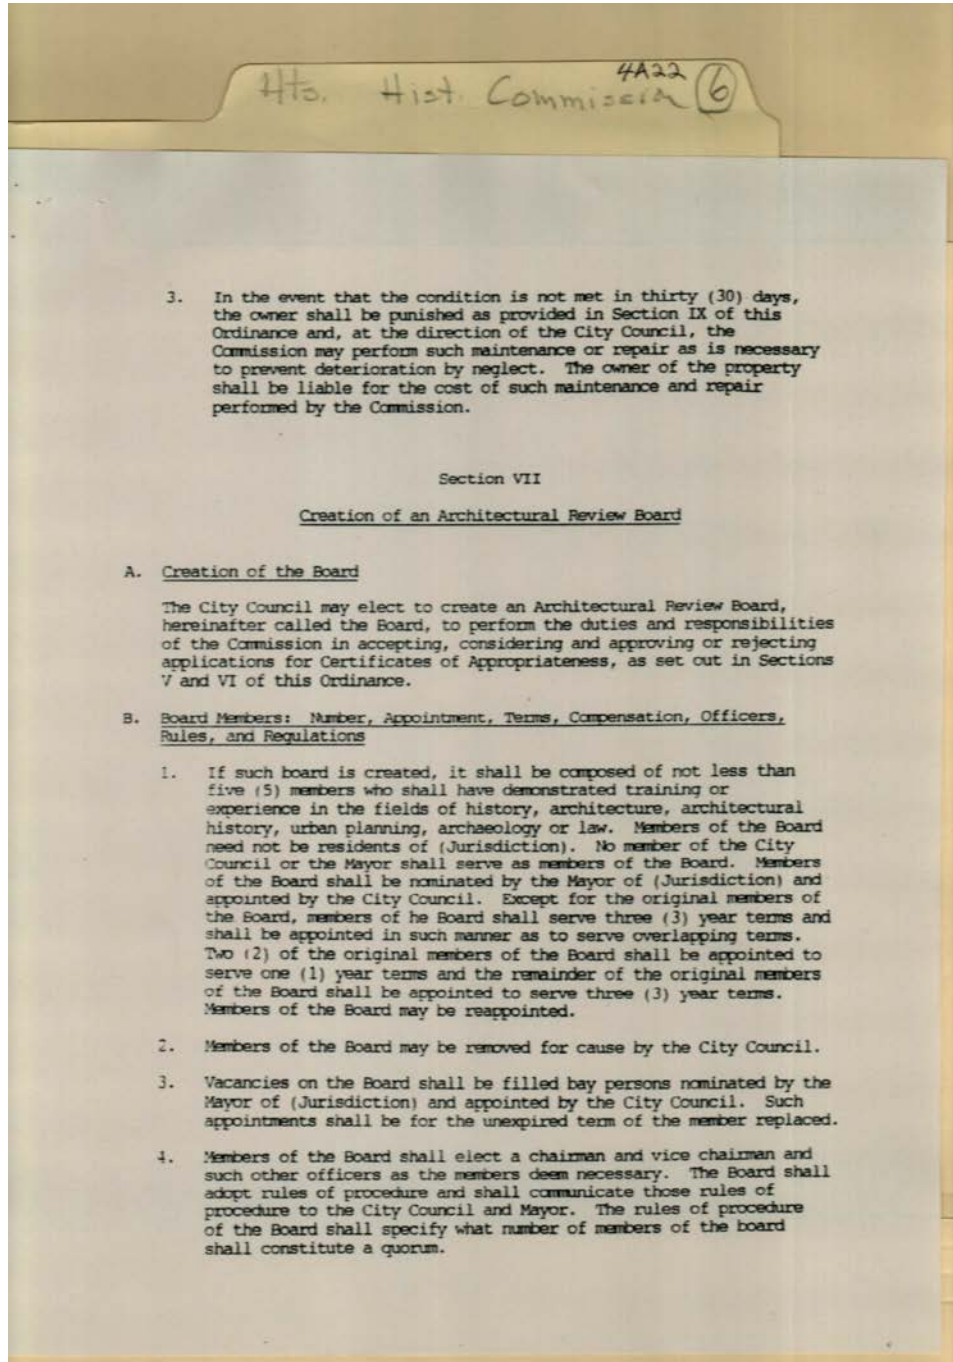 4A22
Hts. Hist. Commission 6
3. In the event that the condition is not met in thirty (30) days,
the owner shall be punished as provided in Section IX of this
Ordinance and, at the direction of the City Council, the
Commission may perform such maintenance or repair as is necessary
to prevent deterioration by neglect. The owner of the property
shall be liable for the cost of such maintenance and repair
performed by the Commission.
Section VII
Creation of an Architectural Review Board
A. Creation of the Board
The City Council may elect to create an Architectural Review Board,
hereinafter called the Board, to perform the duties and responsibilities
of the Commission in accepting, considering and approving or rejecting
applications for Certificates of Appropriateness, as set out in Sections
V and VI of this Ordinance.
B. Board Members: Number, Appointment, Terms, Compensation, Officers,
Rules, and Regulations
1. If such board is created, it shall be composed of not less than
five (5) members who shall have demonstrated training or
experience in the fields of history, architecture, architectural
history, urban planning, archaeology or law. Members of the Board
need not be residents of (Jurisdiction). No member of the City
Council or the Mayor shall serve as members of the Board. Members
of the Board shall be nominated by the Mayor of (Jurisdiction) and
appointed by the City Council. Except for the original members of
the Board, members of he Board shall serve three (3) year terms and
shall be appointed in such manner as to serve overlapping terms.
Two (2) of the original members of the Board shall be appointed to
serve one (1) year terms and the remainder of the original members
of the Board shall be appointed to serve three (3) year terms.
Members of the Board may be reappointed.
2. Members of the Board may be removed for cause by the City Council.
3. Vacancies on the Board shall be filled bay persons nominated by the
Mayor of (Jurisdiction) and appointed by the City Council. Such
appointments shall be for the unexpired term of the member replaced.
4. Members of the Board shall elect a chairman and vice chairman and
such other officers as the members deem necessary. The Board shall
adopt rules of procedure and shall communicate those rules of
procedure to the City Council and Mayor. The rules of procedure
of the Board shall specify what number of members of the board
shall constitute a quorum.